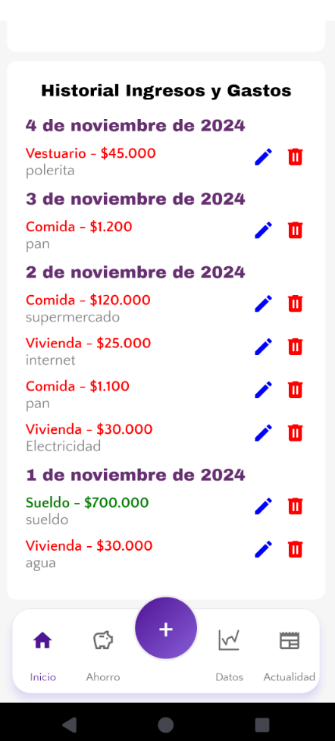 Historial Ingresos y Gastos
4 de noviembre de 2024
Vestuario - $45.000
polerita
3 de noviembre de 2024
Comida - $1.200
pan
2 de noviembre de 2024
Comida - $120.000
supermercado
Vivienda - $25.000
internet
Comida - $1.100
pan
Vivienda - $30.000
Electricidad
1 de noviembre de 2024
Sueldo - $700.000
sueldo
Vivienda - $30.000
agua
+
Inicio
Ahorro
Datos
Actualidad